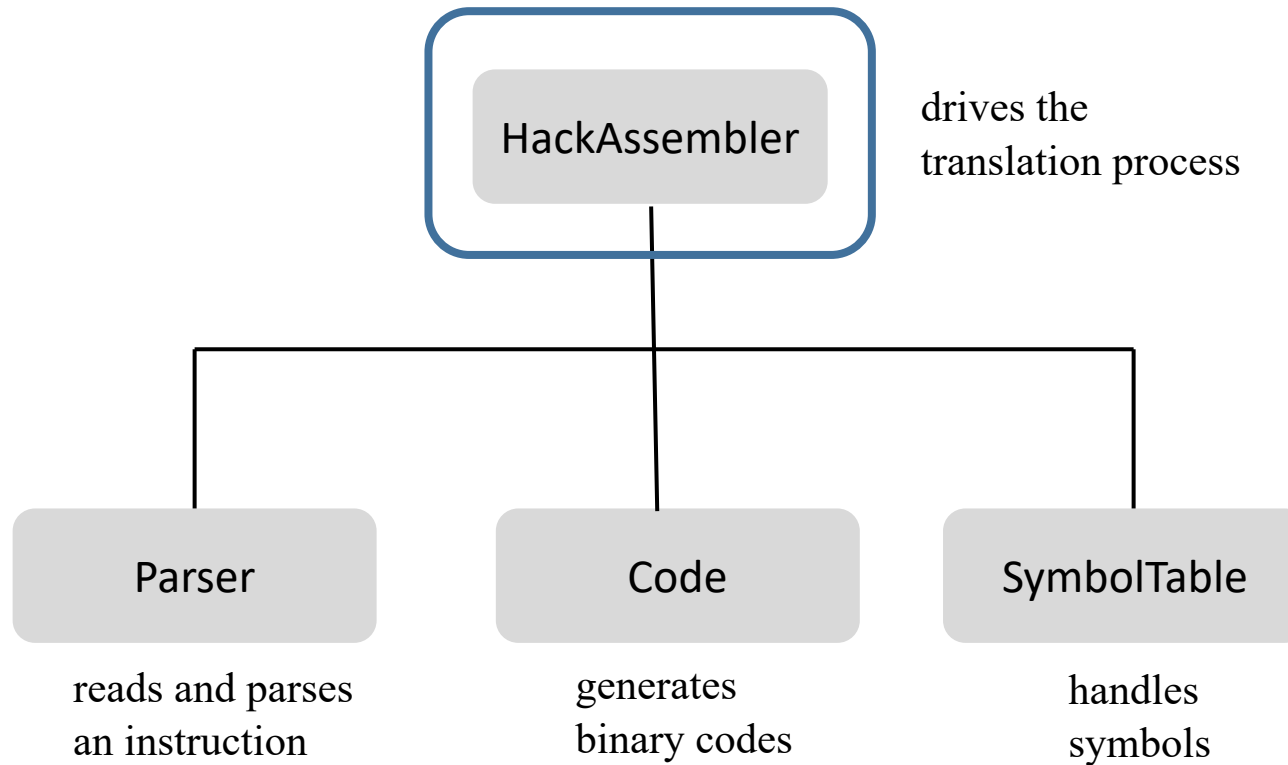 HackAssembler
drives the
translation process
Parser
Code
SymbolTable
reads and parses
an instruction
generates
binary codes
handles
symbols